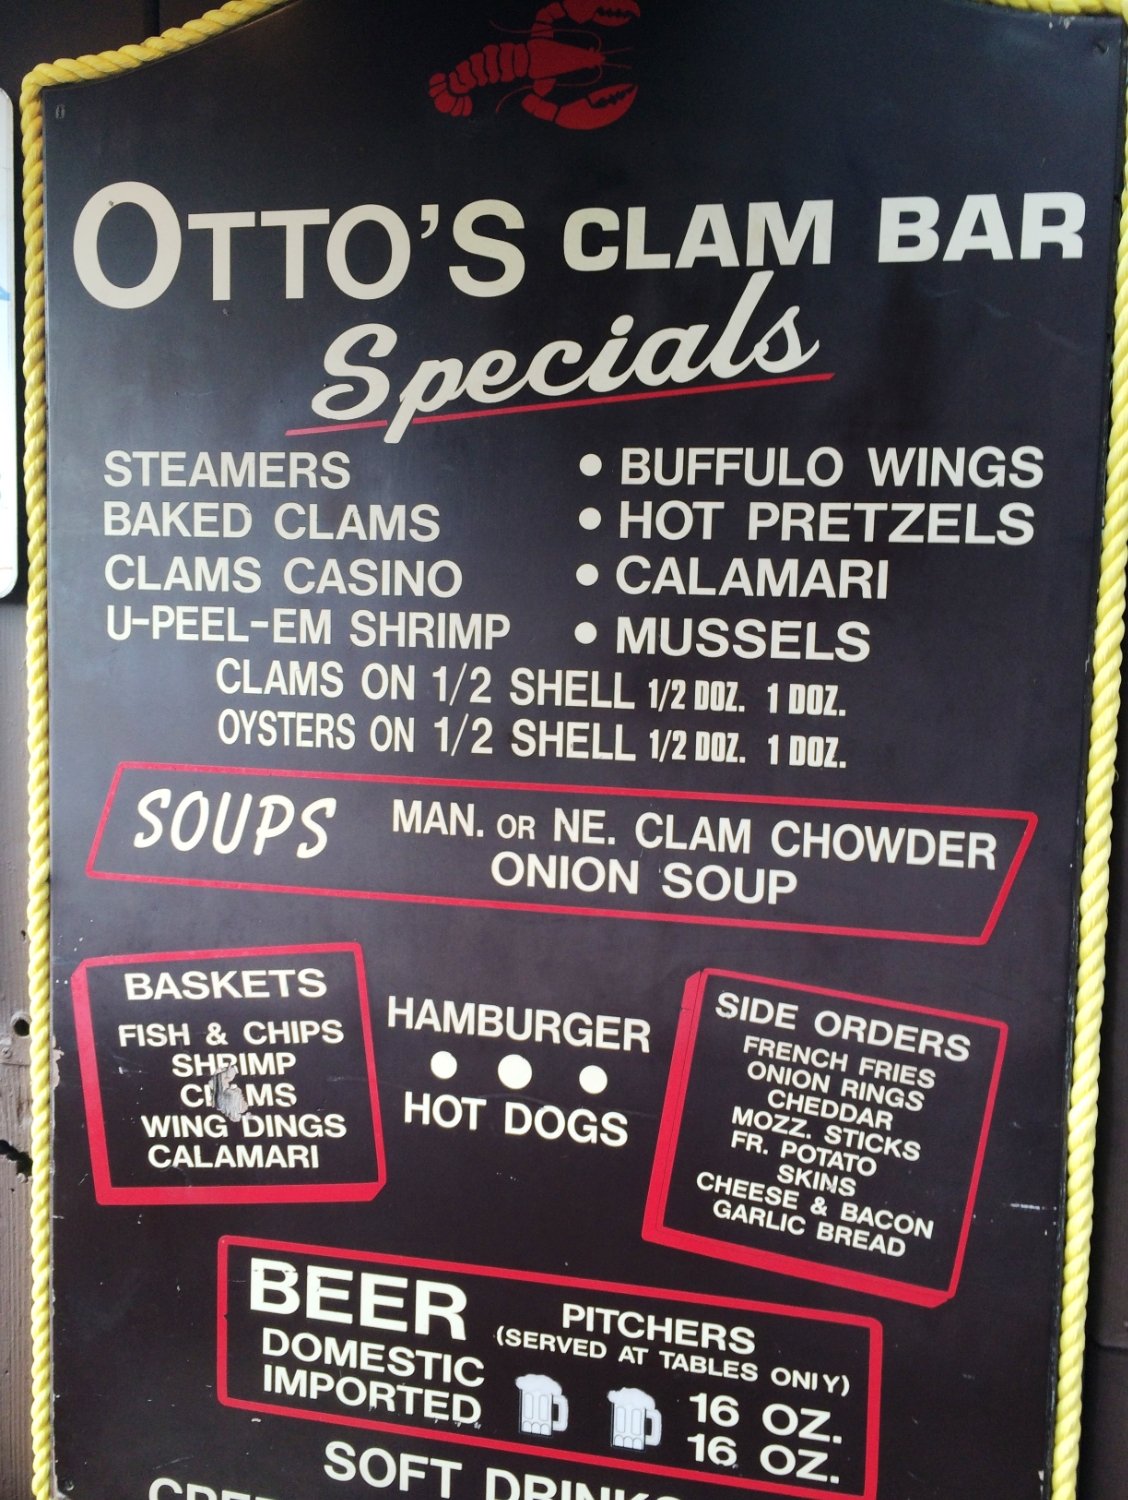 OTTO'S CLAM BAR
Specials
STEAMERS • BUFFULO WINGS
BAKED CLAMS • HOT PRETZELS
CLAMS CASINO • CALAMARI
U-PEEL-EM SHRIMP • MUSSELS
CLAMS ON 1/2 SHELL 1/2 DOZ. 1 DOZ.
OYSTERS ON 1/2 SHELL 1/2 DOZ. 1 DOZ.
SOUPS MAN. OR NE. CLAM CHOWDER
ONION SOUP
BASKETS
FISH & CHIPS
SHRIMP
CLAMS
WING DINGS
CALAMARI
HAMBURGER
• • •
HOT DOGS
SIDE ORDERS
FRENCH FRIES
ONION RINGS
CHEDDAR
MOZZ. STICKS
FR. POTATO
SKINS
CHEESE & BACON
GARLIC BREAD
BEER
DOMESTIC
IMPORTED
PITCHERS
(SERVED AT TABLES ONLY)
16 OZ.
16 OZ.
SOFT DRINKS